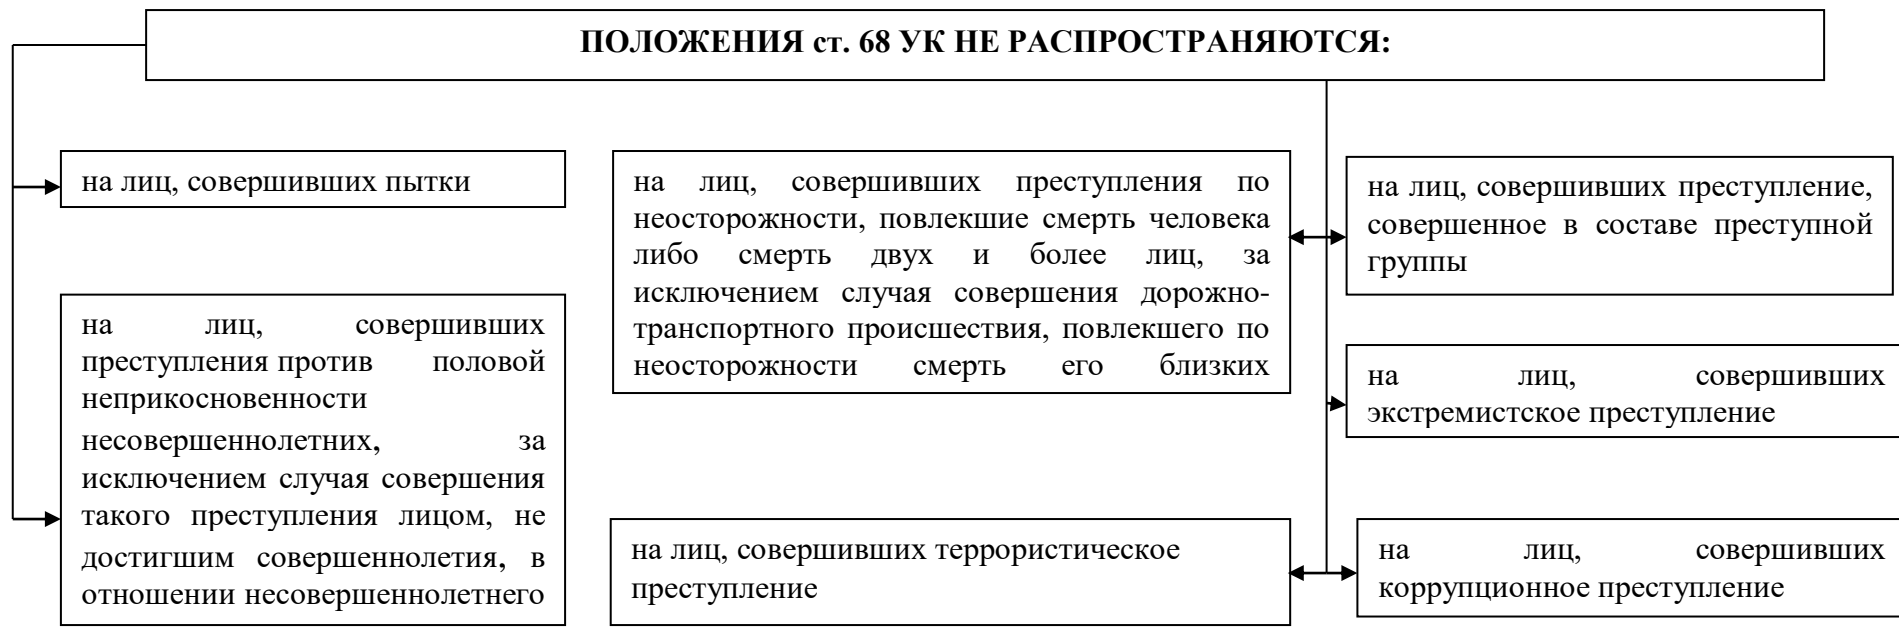 ПОЛОЖЕНИЯ ст. 68 УК НЕ РАСПРОСТРАНЯЮТСЯ:
на лиц, совершивших пытки
на лиц, совершивших
преступления против половой
неприкосновенности
несовершеннолетних, за
исключением случая совершения
такого преступления лицом, не
достигшим совершеннолетия, в
отношении несовершеннолетнего
на лиц, совершивших преступления по
неосторожности, повлекшие смерть человека
либо смерть двух и более лиц, за
исключением случая совершения дорожно-
транспортного происшествия, повлекшего по
неосторожности смерть его близких
на лиц, совершивших террористическое
преступление
на лиц, совершивших преступление,
совершенное в составе преступной
группы
на лиц, совершивших
экстремистское преступление
на лиц, совершивших
коррупционное преступление